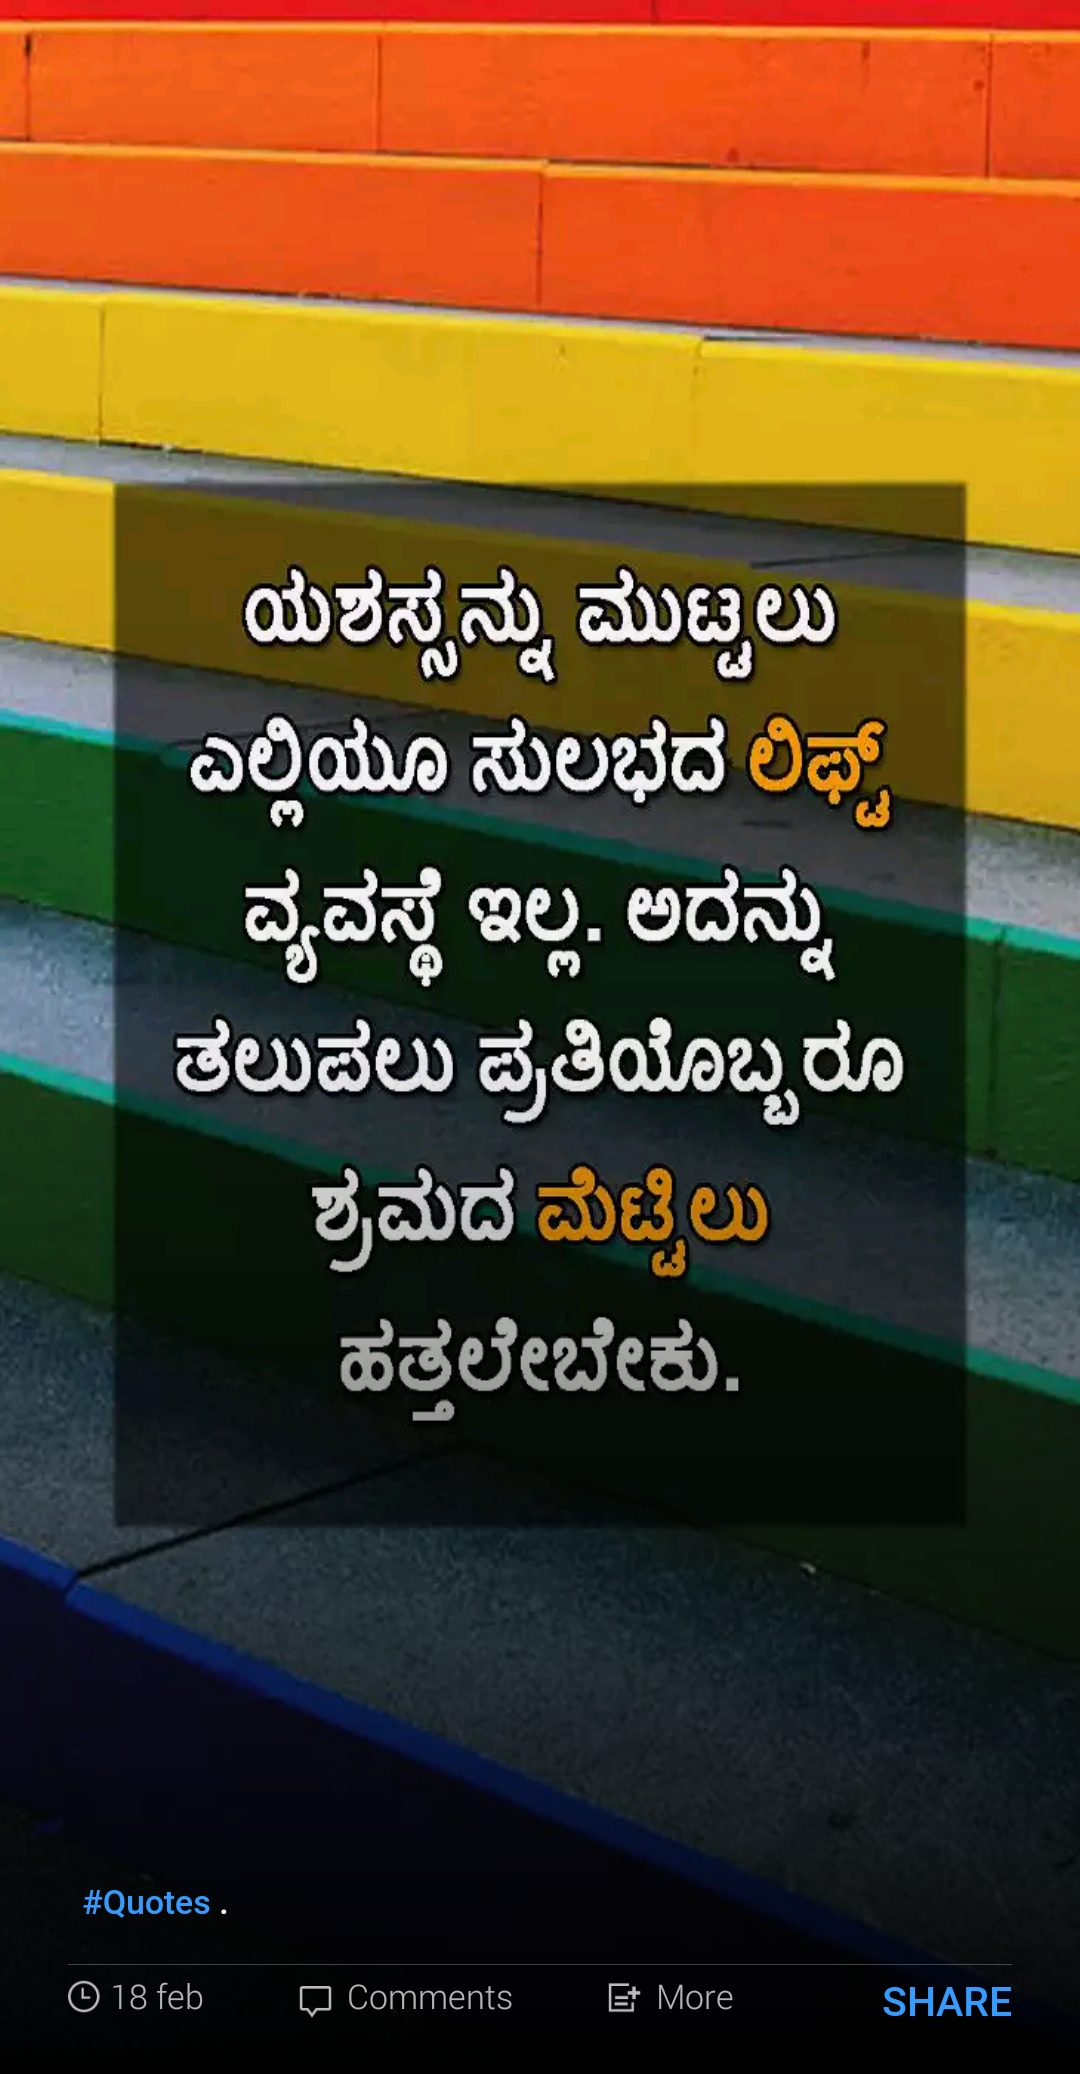 ಯಶಸ್ಸನ್ನು ಮುಟ್ಟಲು
ಎಲ್ಲಿಯೂ ಸುಲಭದ ಲಿಫ್ಟ್
ವ್ಯವಸ್ಥೆ ಇಲ್ಲ. ಅದನ್ನು
ತಲುಪಲು ಪ್ರತಿಯೊಬ್ಬರೂ
ಶ್ರಮದ ಮೆಟ್ಟಿಲು
ಹತ್ತಲೇಬೇಕು.
#Quotes .
18 feb Comments More SHARE